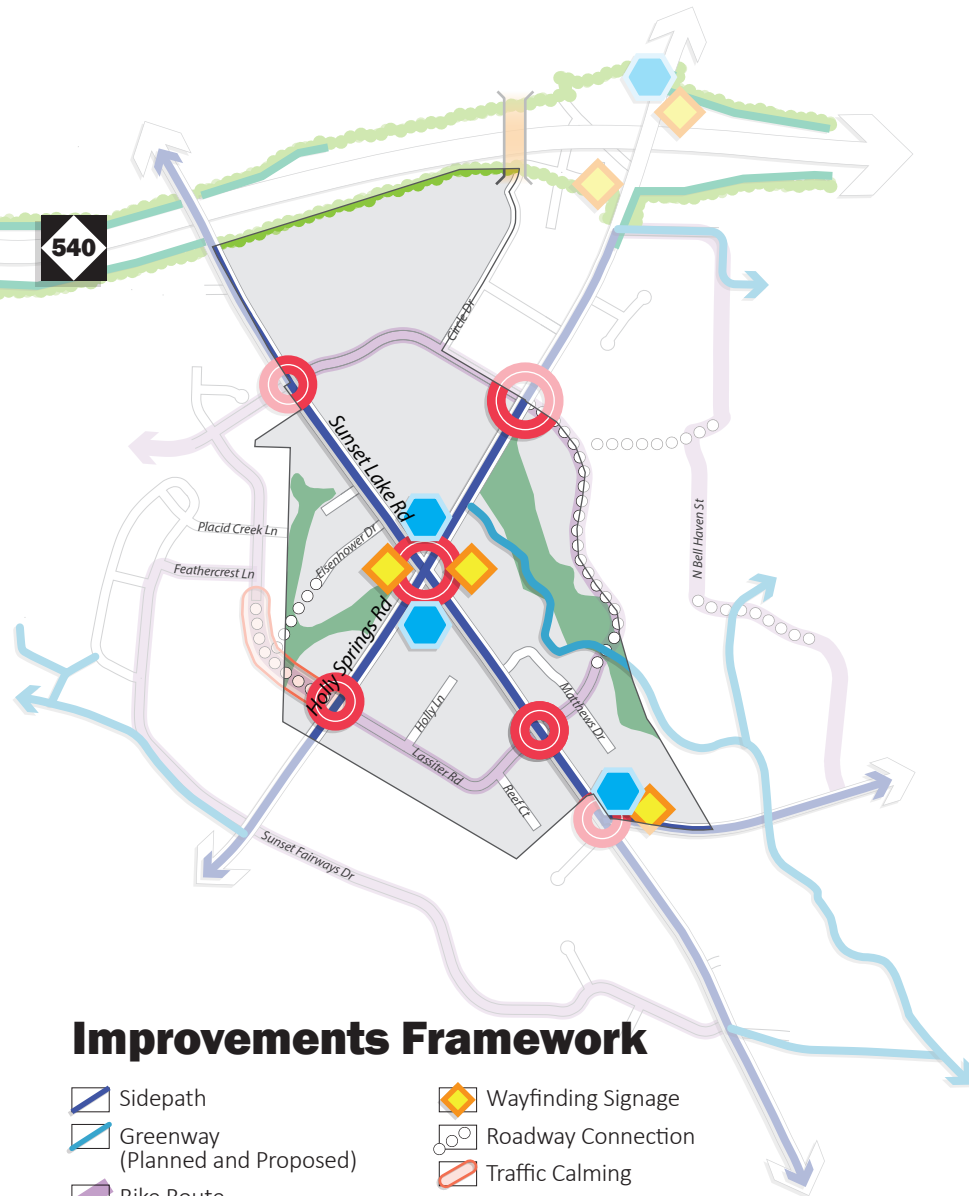 540
Circle Dr
Sunset Lake Rd
Placid Creek Ln
Eisenhower Dr
Feathercrest Ln
N Bell Haven St
Holly Springs Rd
Holly Ln
Matthews Dr
Lassiter Rd
Reef Ct
Sunset Fairways Dr
Improvements Framework
Sidepath
Greenway
(Planned and Proposed)
Bike Route
Wayfinding Signage
Roadway Connection
Traffic Calming